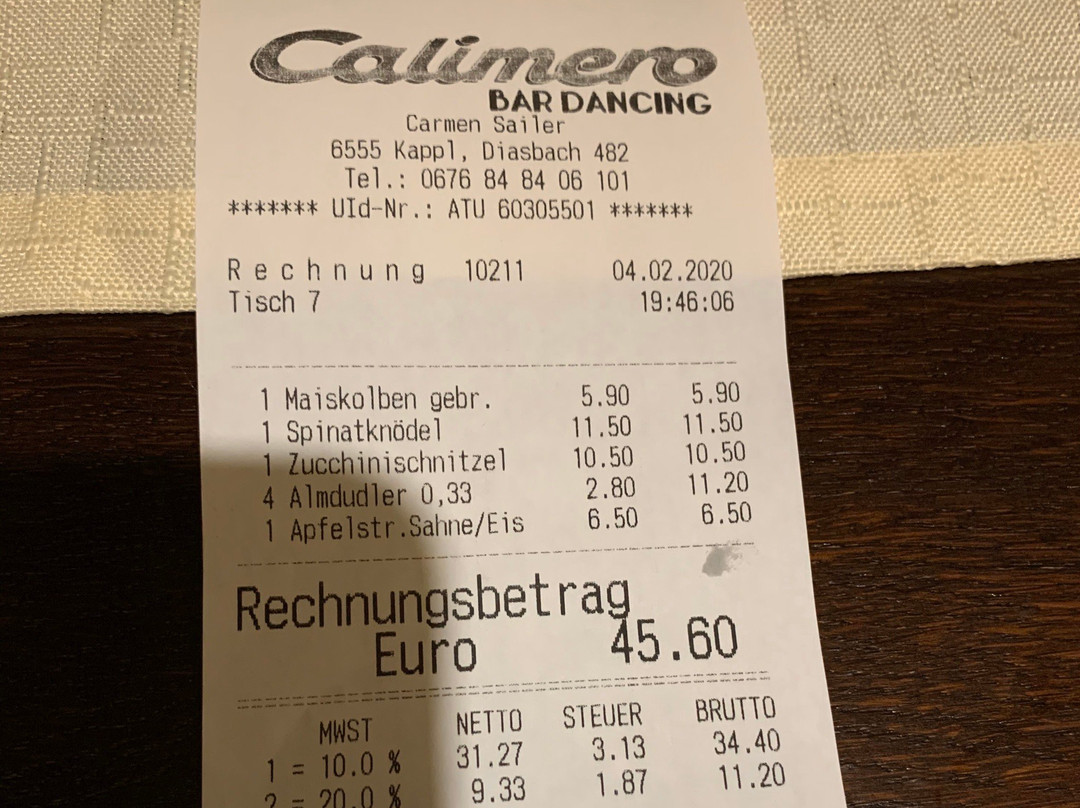 Calimero
BAR DANCING
Carmen Sailer
6555 Kappl, Diasbach 482
Tel.: 0676 84 84 06 101
******* UId-Nr.: ATU 60305501 *******
Rechnung 10211 04.02.2020
Tisch 7 19:46:06
1 Maiskolben gebr. 5.90 5.90
1 Spinatknödel 11.50 11.50
1 Zucchinischnitzel 10.50 10.50
4 Almdudler 0,33 2.80 11.20
1 Apfelstr.Sahne/Eis 6.50 6.50
Rechnungsbetrag
Euro 45.60
MWST NETTO STEUER BRUTTO
1 = 10.0 % 31.27 3.13 34.40
2 = 20.0 % 9.33 1.87 11.20